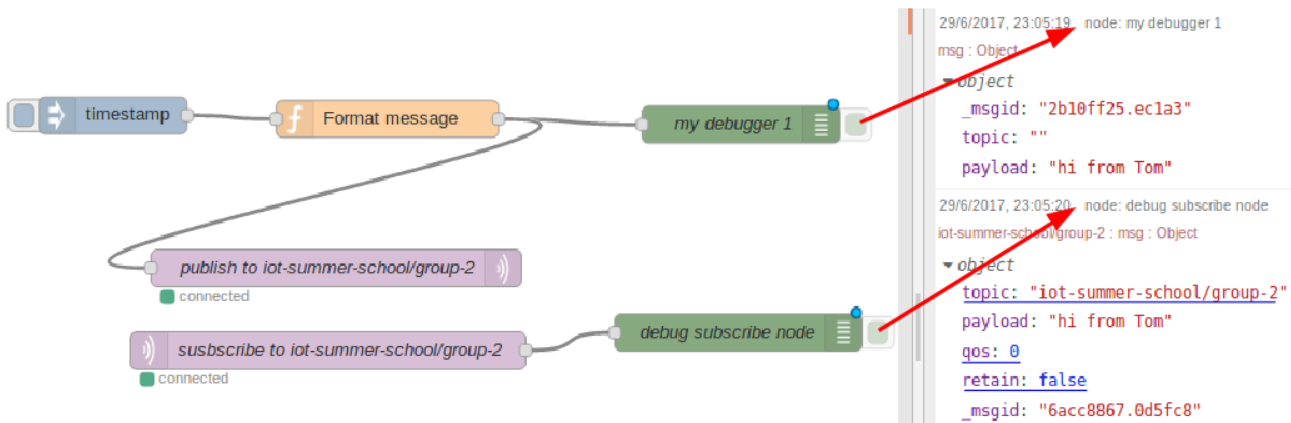 timestamp
f
Format message
my debugger 1
publish to iot-summer-school/group-2
connected
susbscribe to iot-summer-school/group-2
connected
debug subscribe node
29/6/2017, 23:05:19 node: my debugger 1
msg : Object
object
_msgid: "2b10ff25.ec1a3"
topic: ""
payload: "hi from Tom"
29/6/2017, 23:05:20 node: debug subscribe node
iot-summer-school/group-2 : msg : Object
object
topic: "iot-summer-school/group-2"
payload: "hi from Tom"
qos: 0
retain: false
_msgid: "6acc8867.0d5fc8"